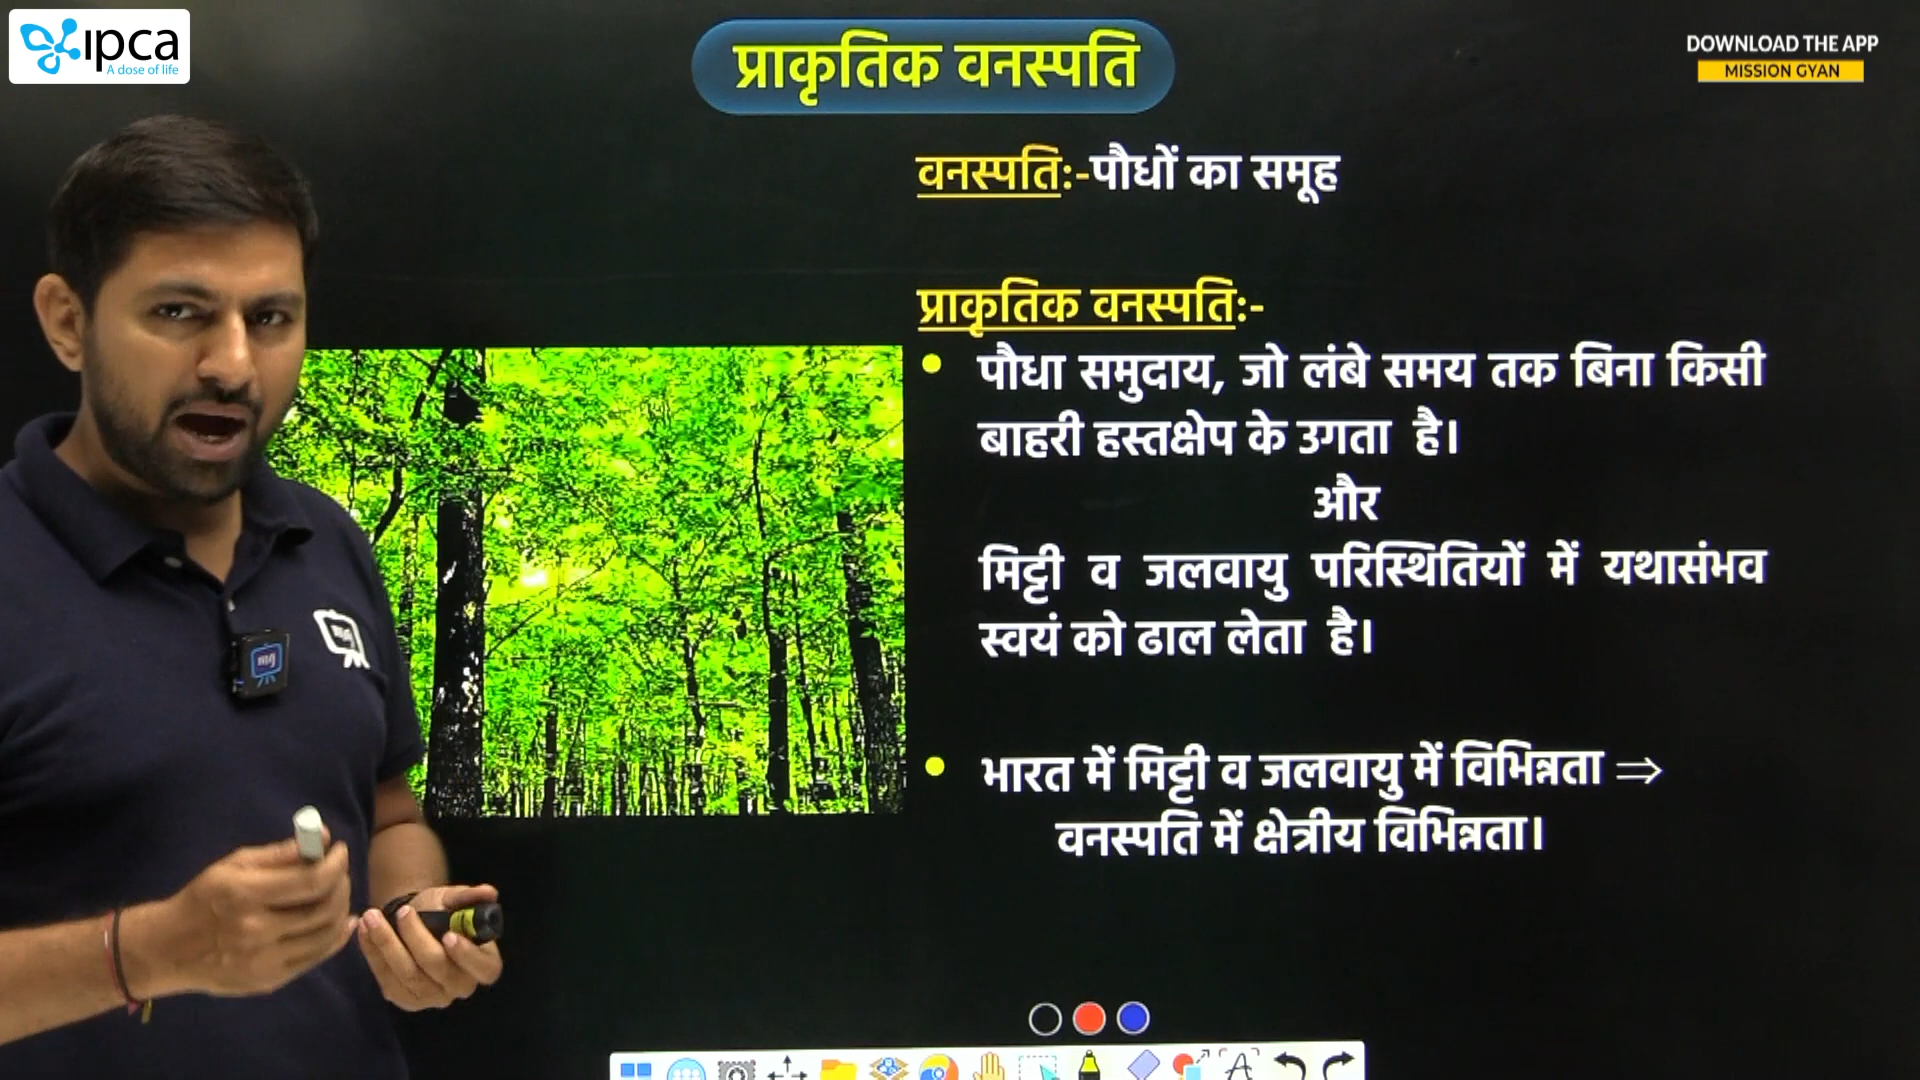 ipca
A dose of life
प्राकृतिक वनस्पति
DOWNLOAD THE APP
MISSION GYAN
वनस्पति:-पौधों का समूह
प्राकृतिक वनस्पति:-
पौधा समुदाय, जो लंबे समय तक बिना किसी
बाहरी हस्तक्षेप के उगता है।
और
मिट्टी व जलवायु परिस्थितियों में यथासंभव
स्वयं को ढाल लेता है।
भारत में मिट्टी व जलवायु में विभिन्नता ⇒
वनस्पति में क्षेत्रीय विभिन्नता।